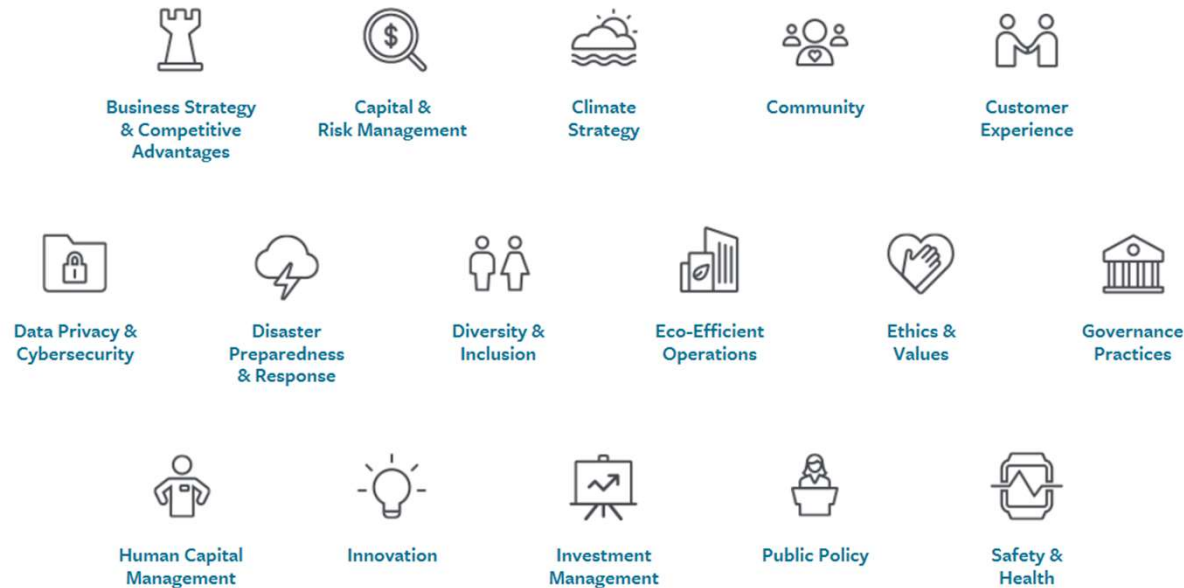 $
Business Strategy
& Competitive
Advantages
Capital &
Risk Management
Climate
Strategy
Community
Customer
Experience
Data Privacy &
Cybersecurity
Disaster
Preparedness
& Response
Diversity &
Inclusion
Eco-Efficient
Operations
Ethics &
Values
Governance
Practices
Human Capital
Management
Innovation
Investment
Management
Public Policy
Safety &
Health